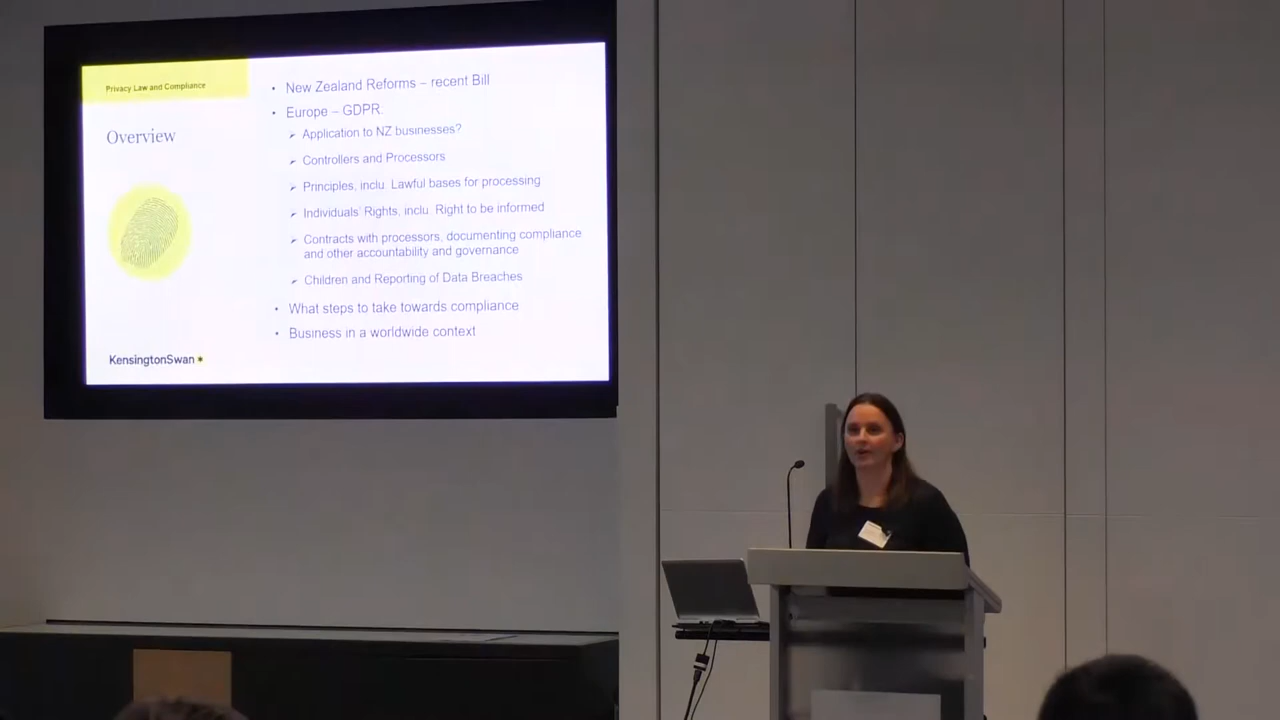 Privacy Law and Compliance
Overview
• New Zealand Reforms – recent Bill
• Europe – GDPR.
➢ Application to NZ businesses?
➢ Controllers and Processors
➢ Principles, inclu. Lawful bases for processing
➢ Individuals' Rights, inclu. Right to be informed
➢ Contracts with processors, documenting compliance
and other accountability and governance
➢ Children and Reporting of Data Breaches
• What steps to take towards compliance
• Business in a worldwide context
KensingtonSwan*